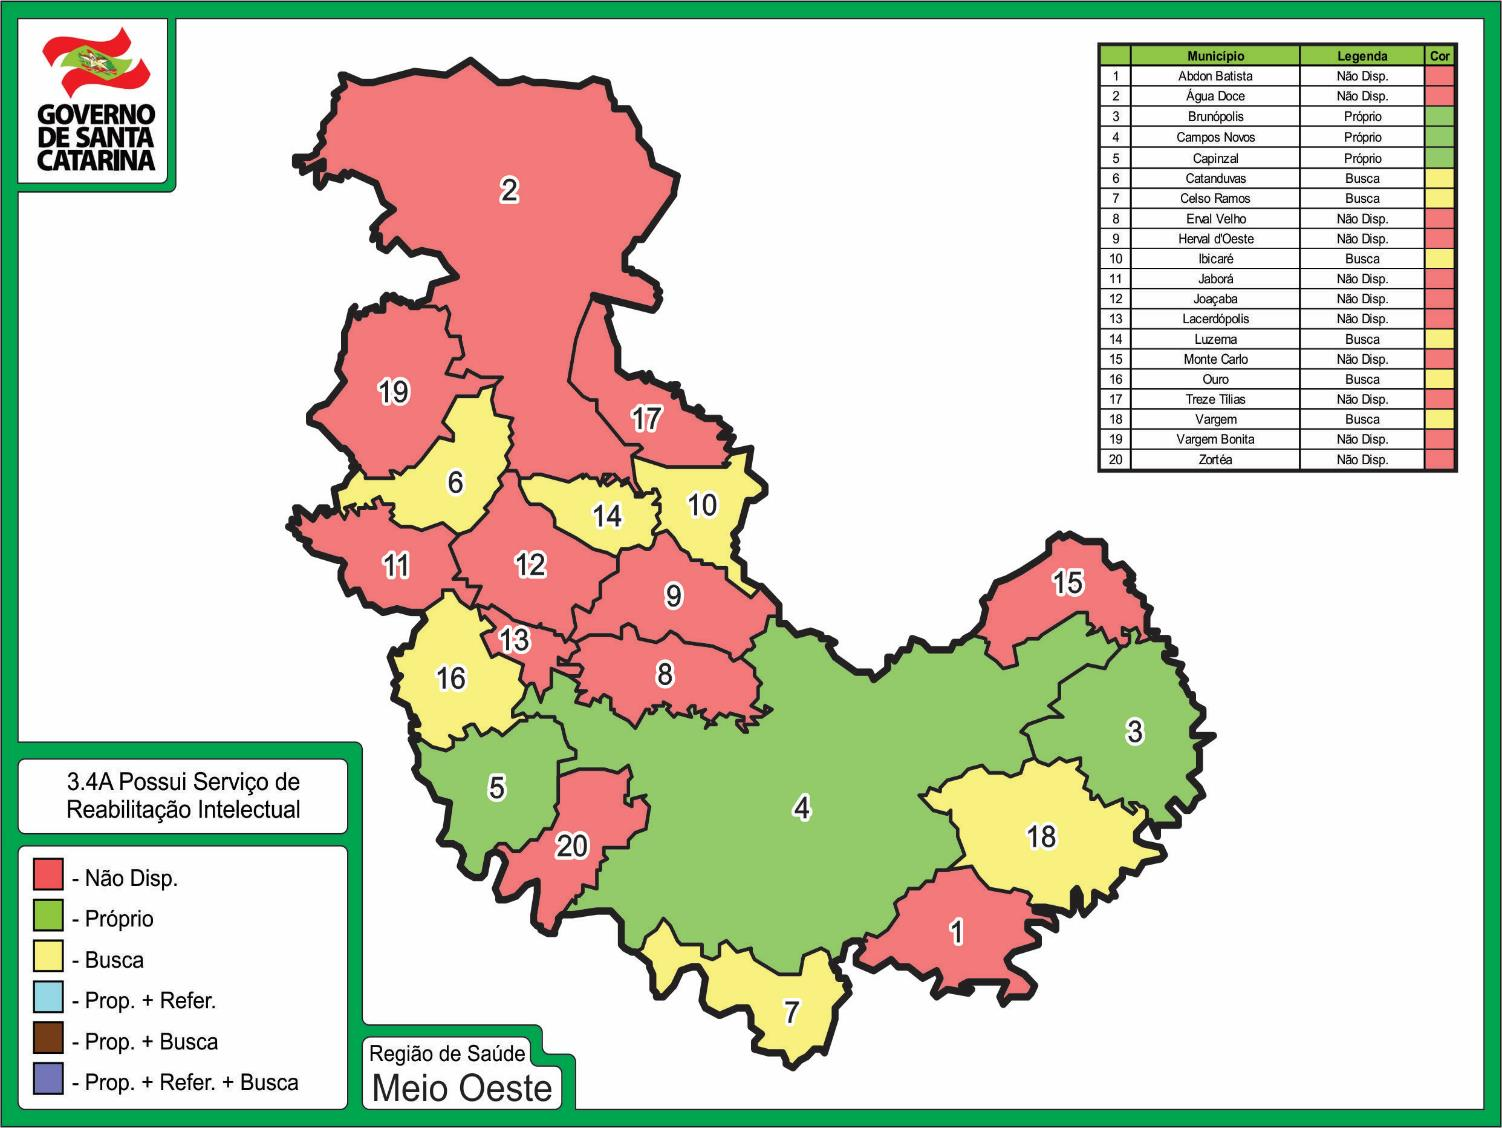 GOVERNO
DE SANTA
CATARINA
Município Legenda Cor
1 Abdon Batista Não Disp.
2 Água Doce Não Disp.
3 Brunópolis Próprio
4 Campos Novos Próprio
5 Capinzal Próprio
6 Catanduvas Busca
7 Celso Ramos Busca
8 Erval Velho Não Disp.
9 Herval d'Oeste Não Disp.
10 Ibicaré Busca
11 Jaborá Não Disp.
12 Joaçaba Não Disp.
13 Lacerdópolis Não Disp.
14 Luzerna Busca
15 Monte Carlo Não Disp.
16 Ouro Busca
17 Treze Tílias Não Disp.
18 Vargem Busca
19 Vargem Bonita Não Disp.
20 Zortéa Não Disp.
2
19
17
6
10
14
11
12
9
15
13
8
16
3
5
4
18
20
1
7
3.4A Possui Serviço de
Reabilitação Intelectual
- Não Disp.
- Próprio
- Busca
- Prop. + Refer.
- Prop. + Busca
- Prop. + Refer. + Busca
Região de Saúde
Meio Oeste